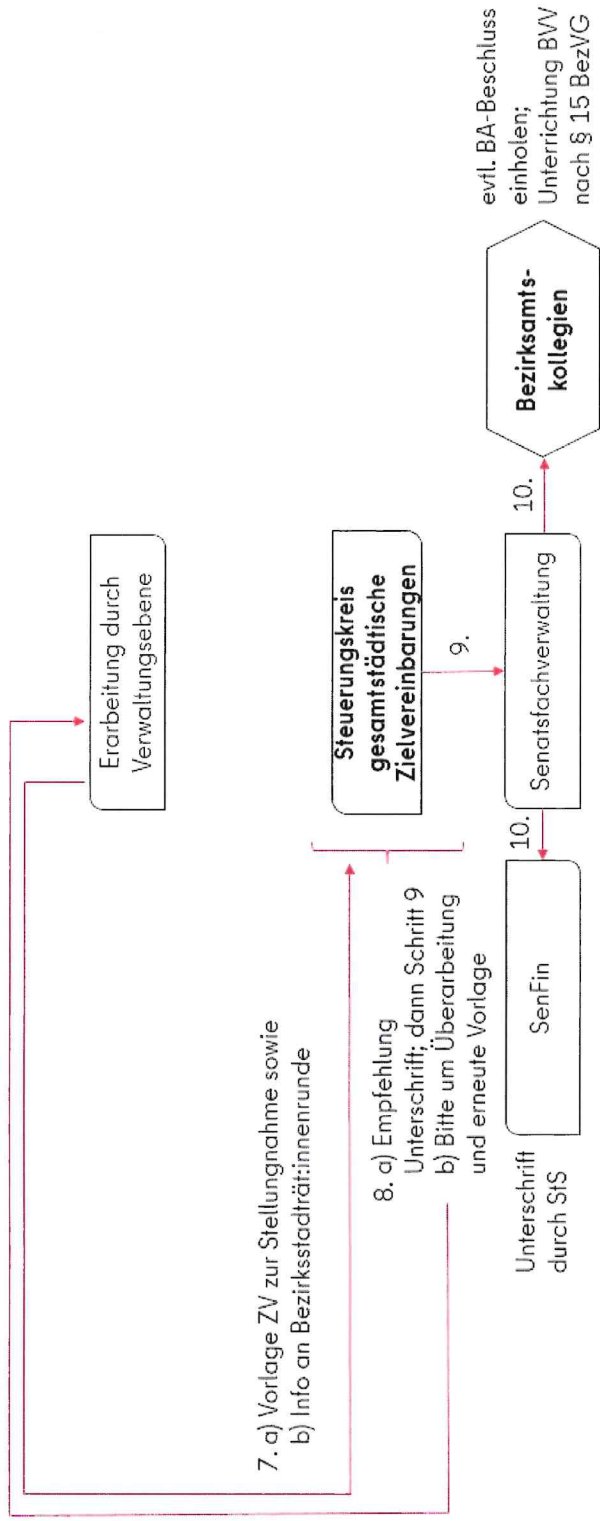 Erarbeitung durch
Verwaltungsebene
7. a) Vorlage ZV zur Stellungnahme sowie
b) Info an Bezirksstadträt:innenrunde
Steuerungskreis
gesamtstädtische
Zielvereinbarungen
8. a) Empfehlung
Unterschrift; dann Schritt 9
b) Bitte um Überarbeitung
und erneute Vorlage
9.
Unterschrift
durch StS
SenFin
10.
Senatsfachverwaltung
10.
Bezirksamts-
kollegien
evtl. BA-Beschluss
einholen;
Unterrichtung BVV
nach § 15 BezVG